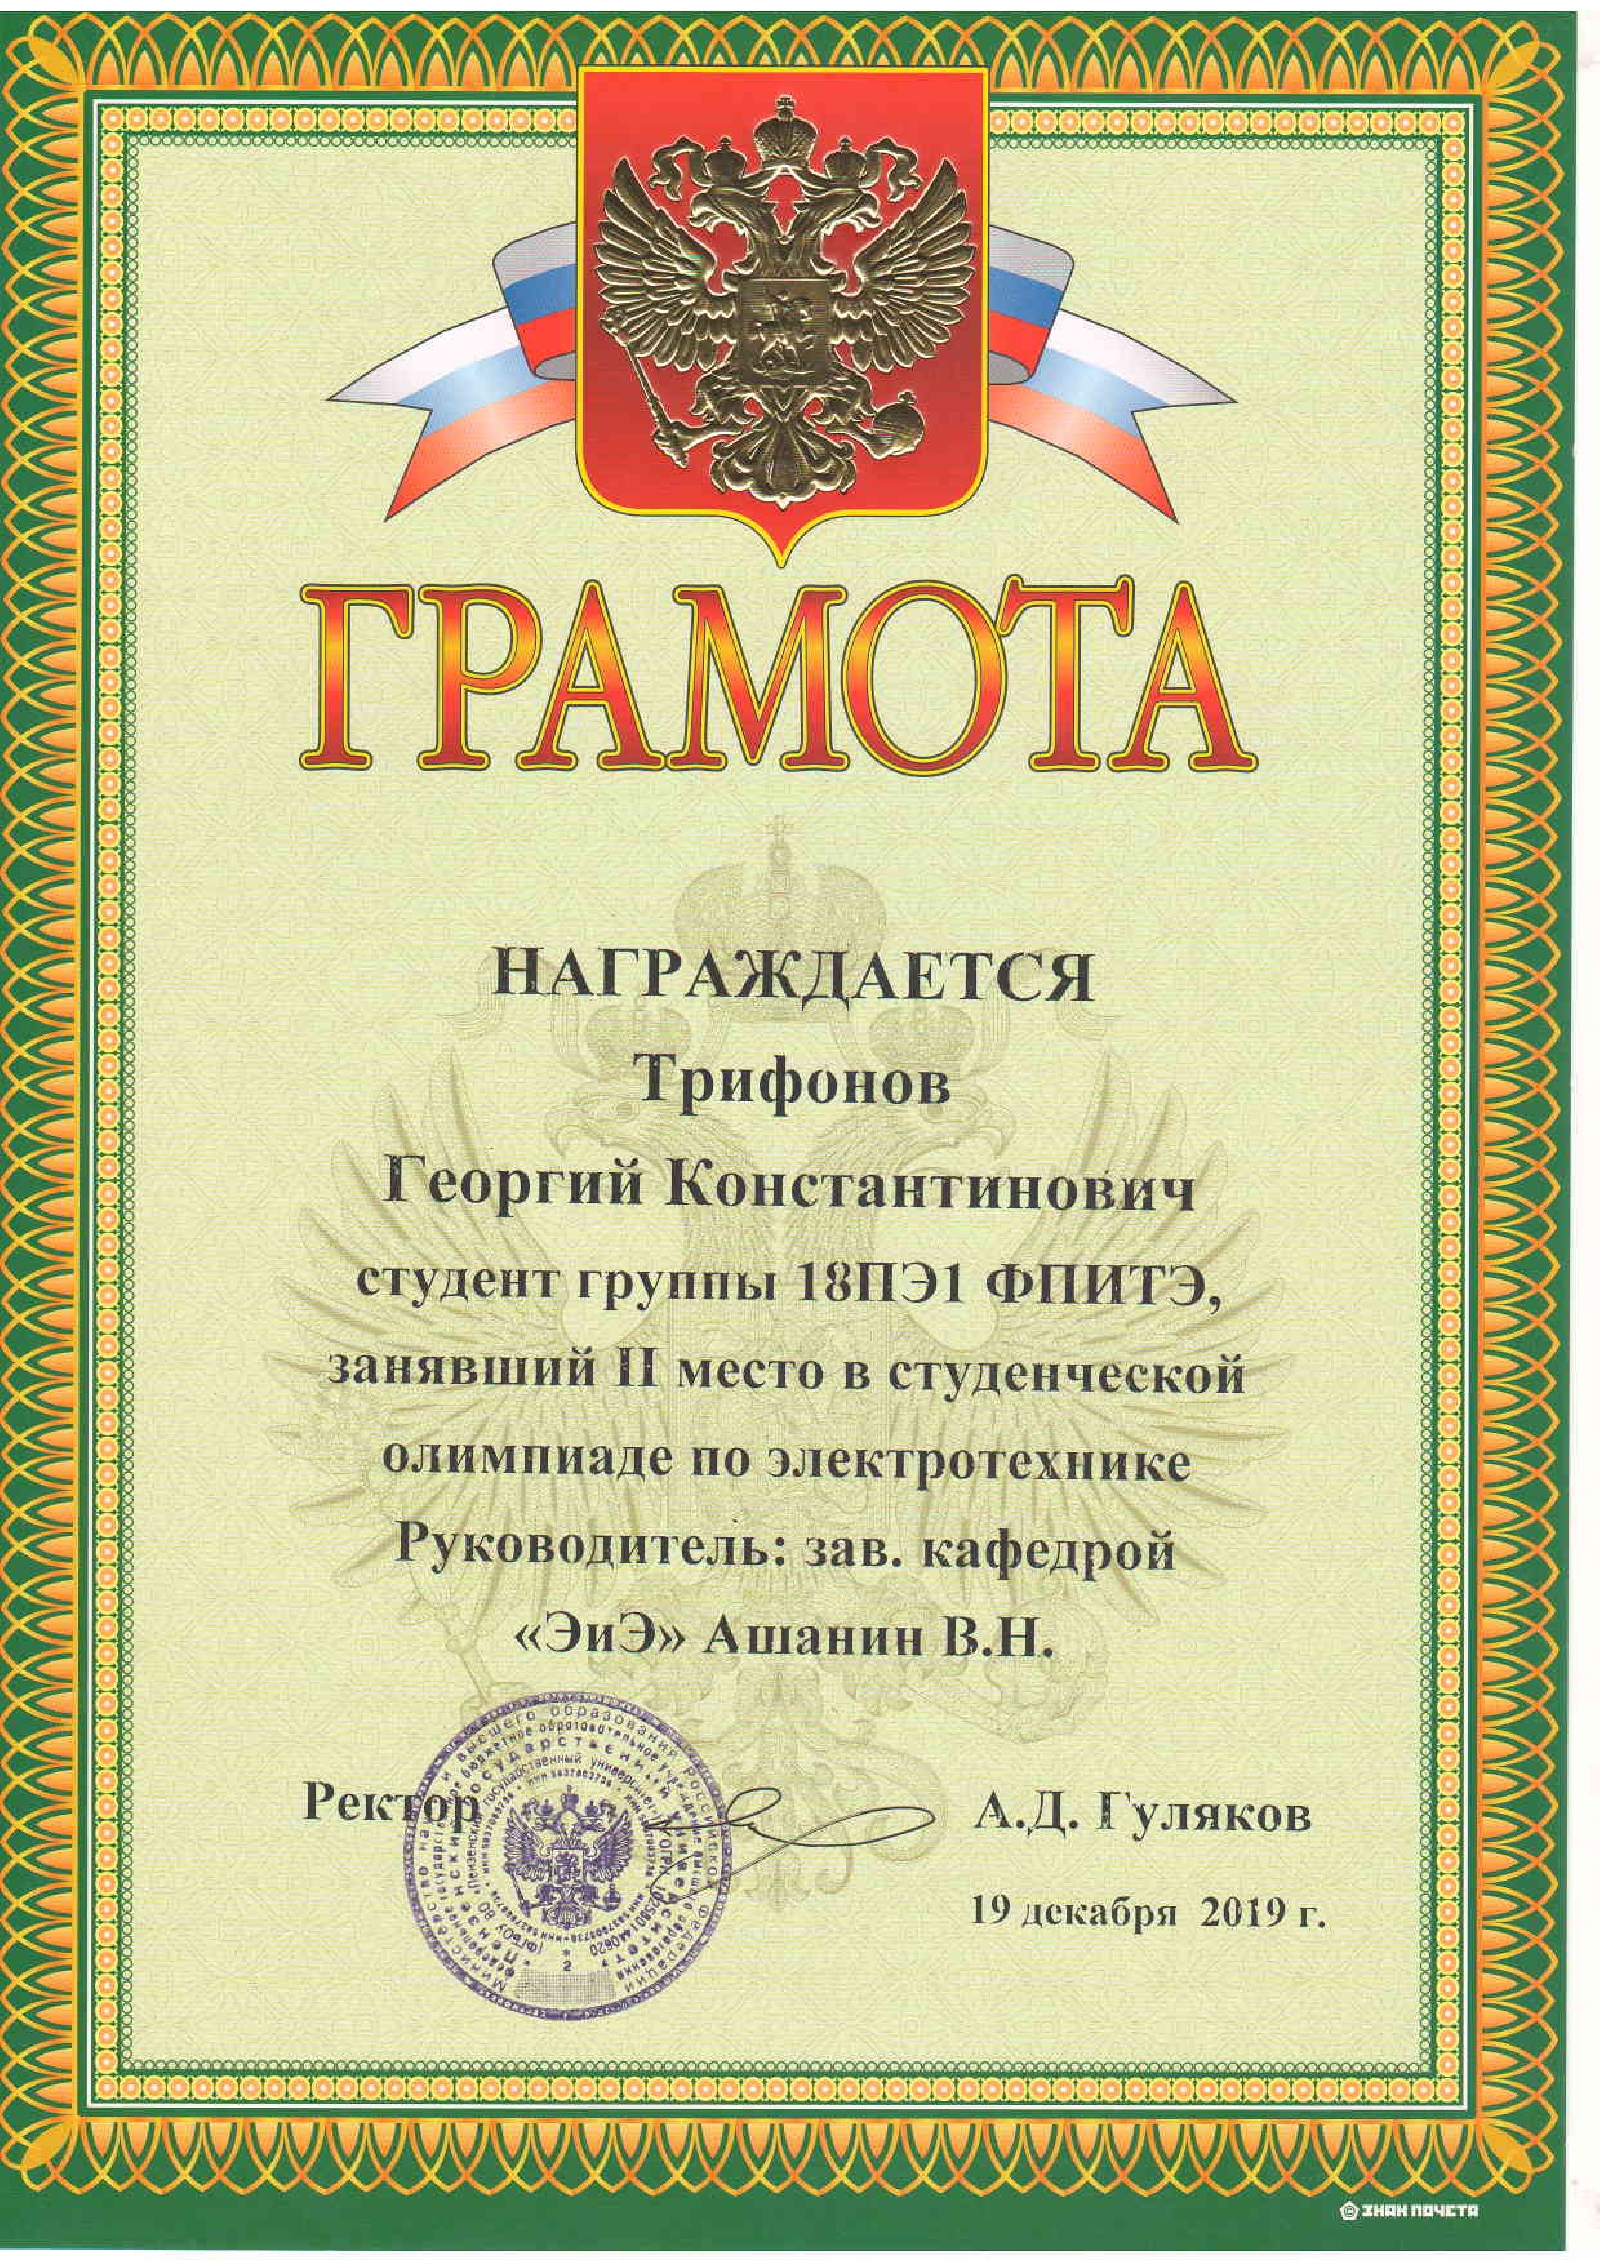 ГРАМОТА
НАГРАЖДАЕТСЯ
Трифонов
Георгий Константинович
студент группы 18ПЭ1 ФПИТЭ,
занявший II место в студенческой
олимпиаде по электротехнике
Руководитель: зав. кафедрой
«ЭиЭ» Ашанин В.Н.
Ректор
А.Д. Гуляков
19 декабря 2019 г.
ЗНАК ПОЧЕТА